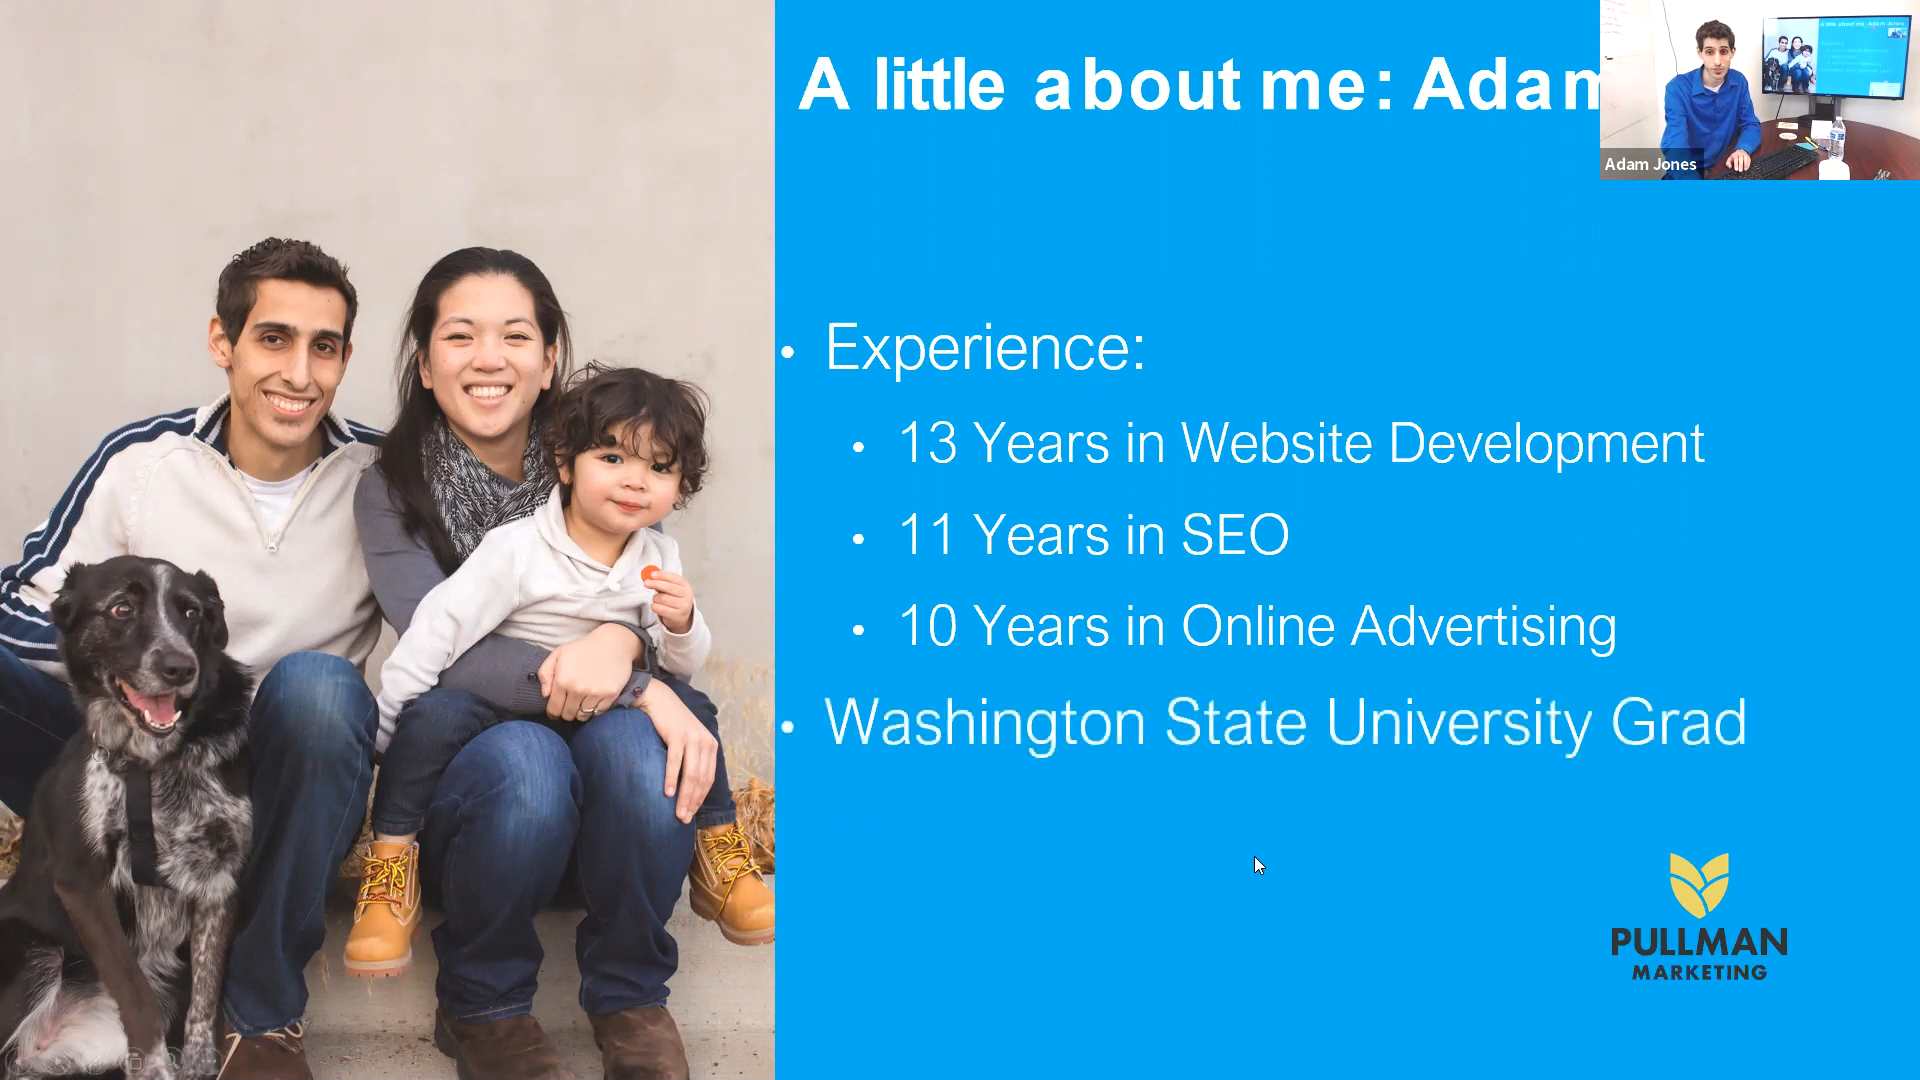 A little about me: Adam
Adam Jones
• Experience:
• 13 Years in Website Development
• 11 Years in SEO
• 10 Years in Online Advertising
• Washington State University Grad
PULLMAN
MARKETING